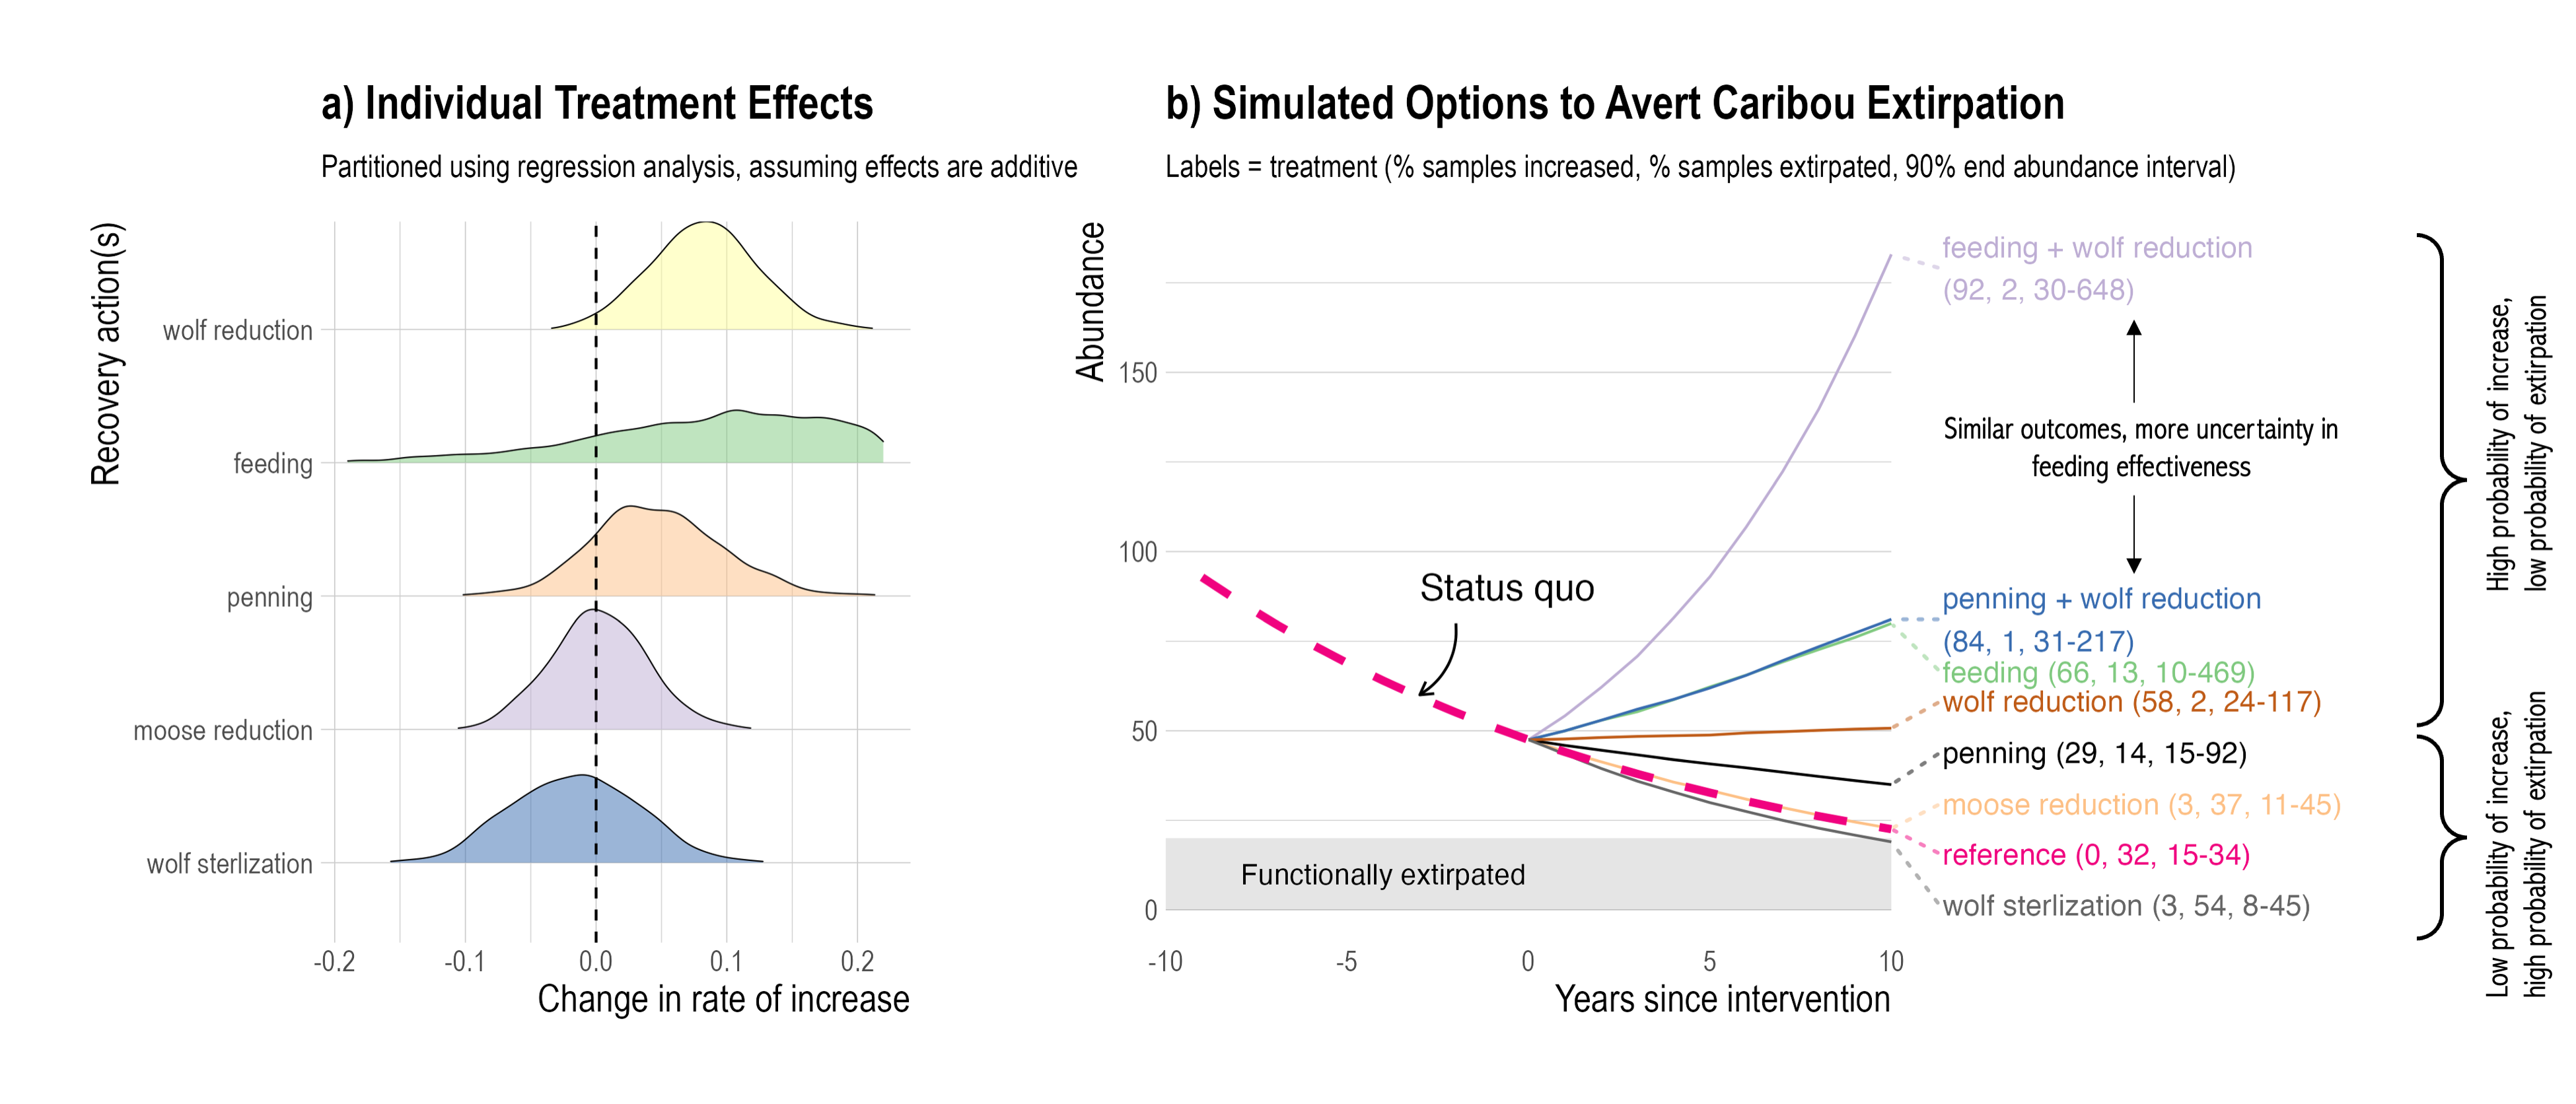 a) Individual Treatment Effects
Partitioned using regression analysis, assuming effects are additive
Recovery action(s)
wolf reduction
feeding
penning
moose reduction
wolf sterlization
-0.2
-0.1
0.0
0.1
0.2
Change in rate of increase
b) Simulated Options to Avert Caribou Extirpation
Labels = treatment (% samples increased, % samples extirpated, 90% end abundance interval)
Abundance
150
100
50
0
Status quo
Functionally extirpated
-10
-5
0
5
10
Years since intervention
feeding + wolf reduction
(92, 2, 30-648)
Similar outcomes, more uncertainty in
feeding effectiveness
penning + wolf reduction
(84, 1, 31-217)
feeding (66, 13, 10-469)
wolf reduction (58, 2, 24-117)
penning (29, 14, 15-92)
moose reduction (3, 37, 11-45)
reference (0, 32, 15-34)
wolf sterlization (3, 54, 8-45)
High probability of increase,
low probability of extirpation
Low probability of increase,
high probability of extirpation